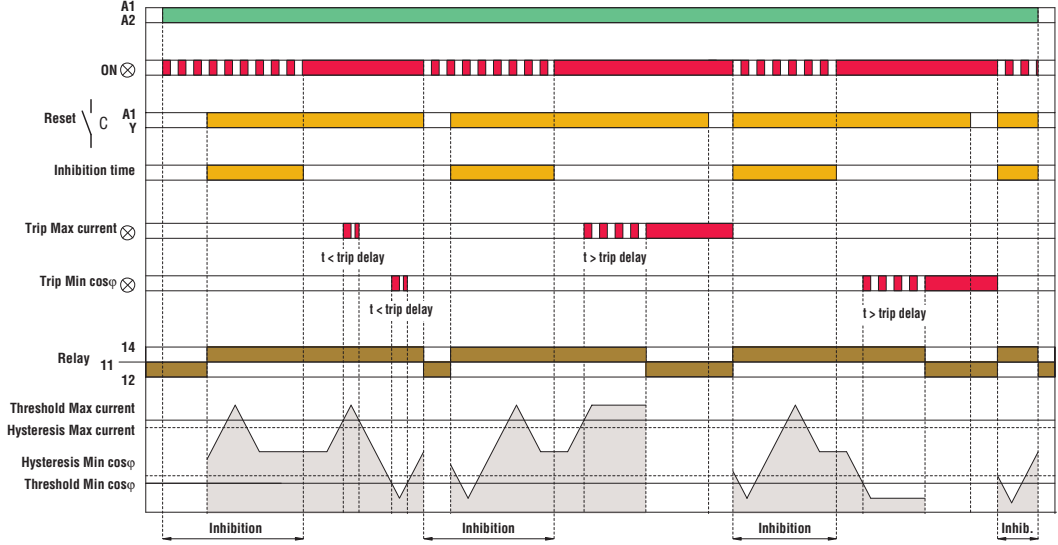 A1
A2
ON
Reset
C
A1
Y
Inhibition time
Trip Max current
t < trip delay
t > trip delay
Trip Min cosφ
t < trip delay
t > trip delay
Relay
14
11
12
Threshold Max current
Hysteresis Max current
Hysteresis Min cosφ
Threshold Min cosφ
Inhibition
Inhibition
Inhibition
Inhib.